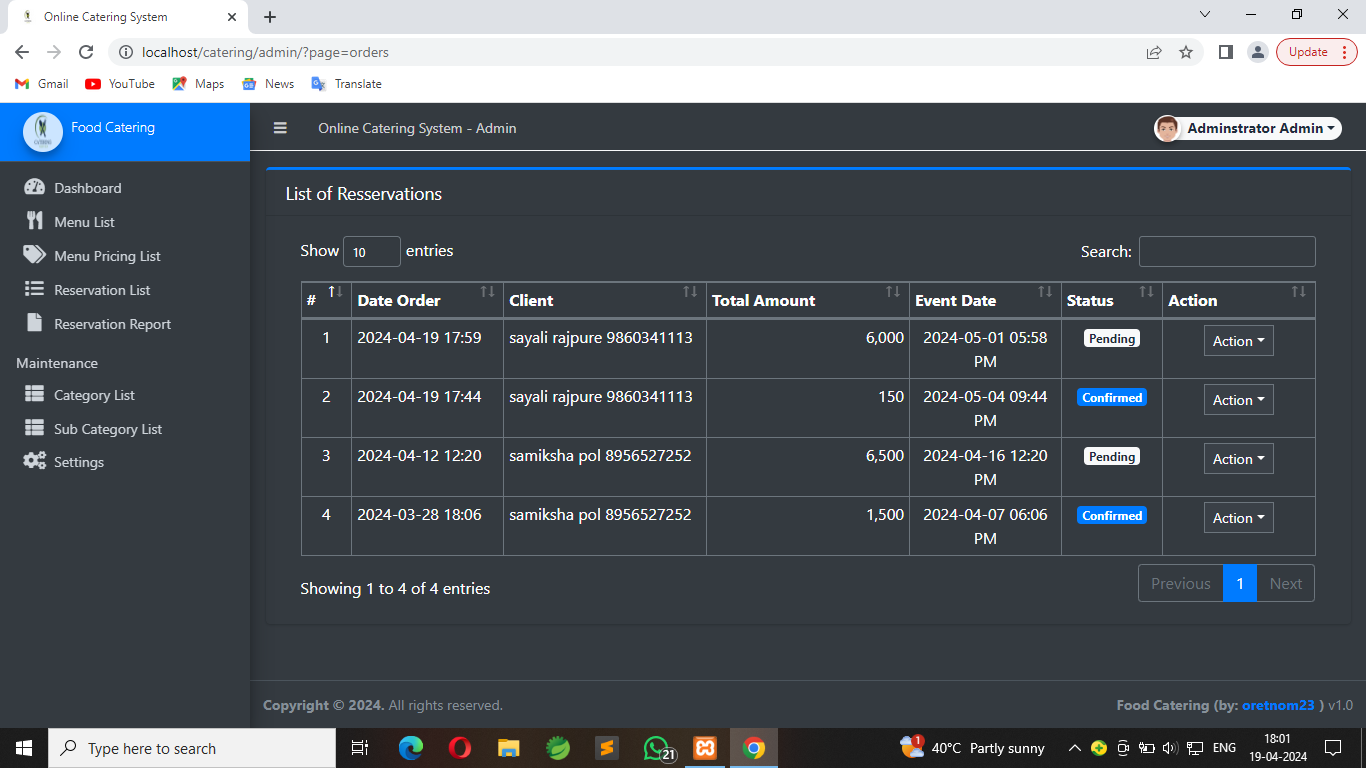 Online Catering System
localhost/catering/admin/?page=orders
Update
Gmail
YouTube
Maps
News
Translate
CATERING
Food Catering
Online Catering System - Admin
Adminstrator Admin
Dashboard
Menu List
Menu Pricing List
Reservation List
Reservation Report
Maintenance
Category List
Sub Category List
Settings
List of Resservations
Show 10 entries
Search:
# Date Order Client Total Amount Event Date Status Action
1 2024-04-19 17:59 sayali rajpure 9860341113 6,000 2024-05-01 05:58 Pending Action
PM
2 2024-04-19 17:44 sayali rajpure 9860341113 150 2024-05-04 09:44 Confirmed Action
PM
3 2024-04-12 12:20 samiksha pol 8956527252 6,500 2024-04-16 12:20 Pending Action
PM
4 2024-03-28 18:06 samiksha pol 8956527252 1,500 2024-04-07 06:06 Confirmed Action
PM
Showing 1 to 4 of 4 entries
Previous 1 Next
Copyright © 2024. All rights reserved.
Food Catering (by: oretnom23 ) v1.0
Type here to search
21
1
40°C Partly sunny
ENG
18:01
19-04-2024